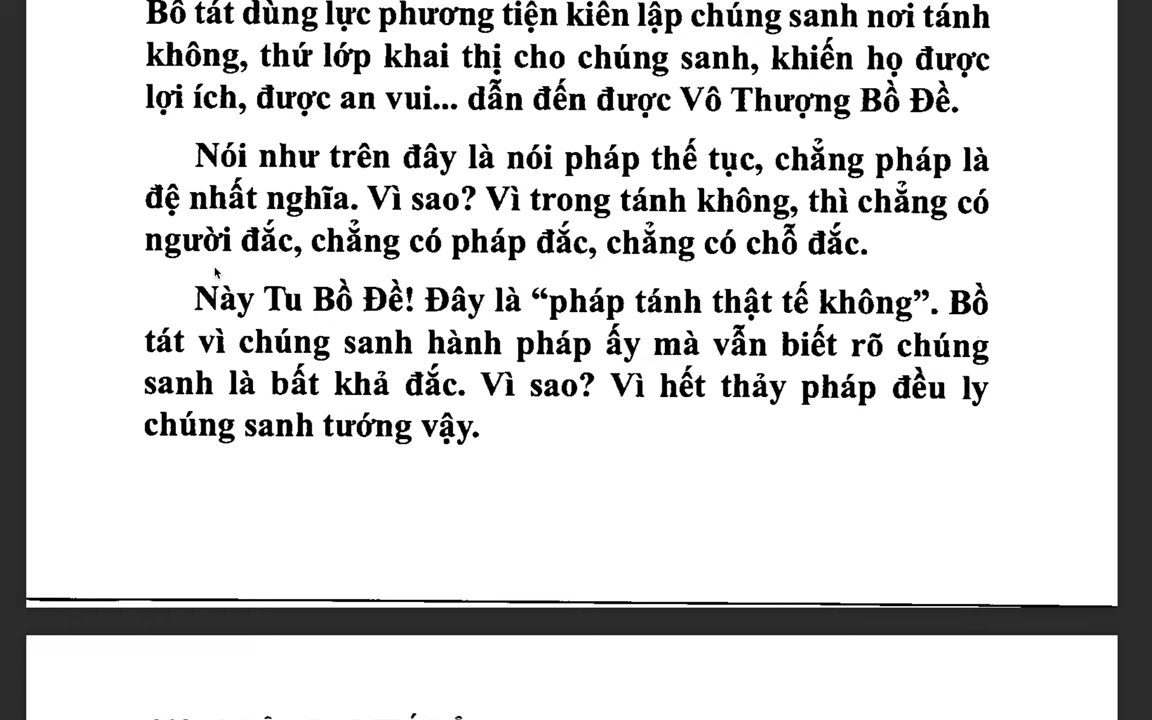 Bồ tát dùng lực phương tiện kiến lập chúng sanh nơi tánh
không, thứ lớp khai thị cho chúng sanh, khiến họ được
lợi ích, được an vui... dẫn đến được Vô Thượng Bồ Đề.
Nói như trên đây là nói pháp thế tục, chẳng pháp là
đệ nhất nghĩa. Vì sao? Vì trong tánh không, thì chẳng có
người đắc, chẳng có pháp đắc, chẳng có chỗ đắc.
Này Tu Bồ Đề! Đây là “pháp tánh thật tế không”. Bồ
tát vì chúng sanh hành pháp ấy mà vẫn biết rõ chúng
sanh là bất khả đắc. Vì sao? Vì hết thảy pháp đều ly
chúng sanh tướng vậy.